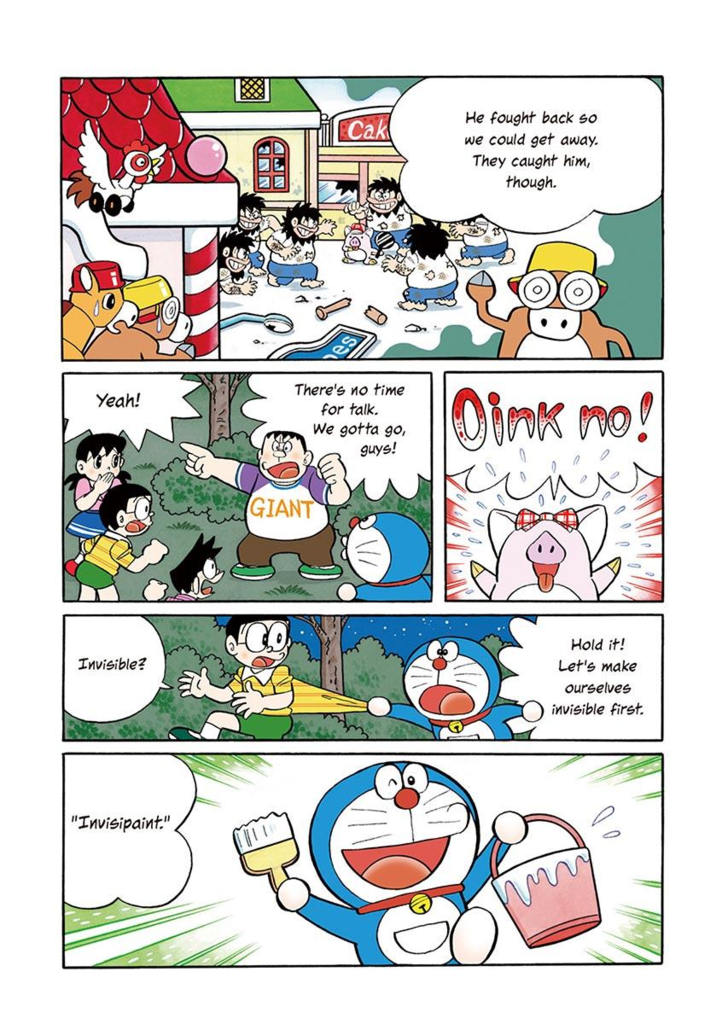 Cak
He fought back so
we could get away.
They caught him,
though.
es
Yeah!
There's no time
for talk.
We gotta go,
guys!
GIANT
Oink no!
Invisible?
Hold it!
Let's make
ourselves
invisible first.
"Invisipaint."